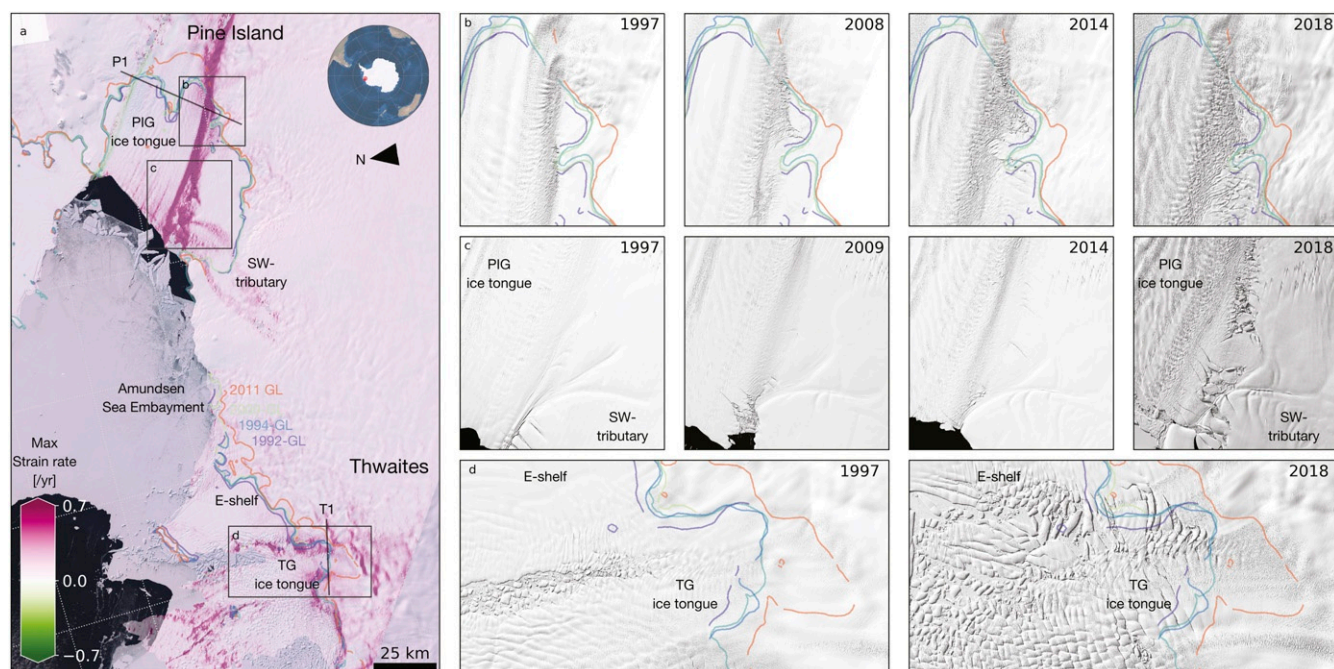 a
Pine Island
P1
b
PIG
ice tongue
N
c
SW-
tributary
Amundsen
Sea Embayment
2011 GL
1994-GL
1992-GL
Max
Strain rate
[/yr]
Thwaites
E-shelf
0.7
T1
d
0.0
TG
ice tongue
−0.7
25 km
b
1997
2008
2014
2018
c
1997
2009
2014
2018
PIG
ice tongue
SW-
tributary
PIG
ice tongue
SW-
tributary
d
E-shelf
1997
TG
ice tongue
E-shelf
2018
TG
ice tongue